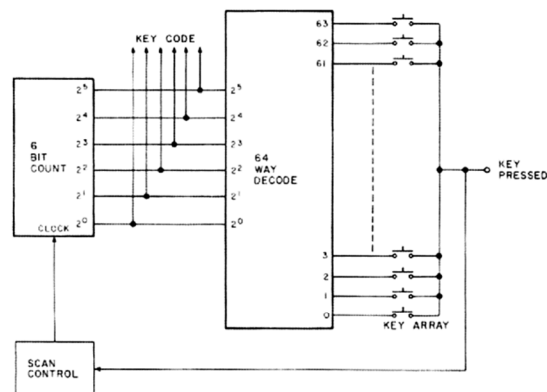 KEY CODE
6
BIT
COUNT
2⁵
2⁴
2³
2²
2¹
2⁰
CLOCK
64
WAY
DECODE
2⁵
2⁴
2³
2²
2¹
2⁰
63
62
61
3
2
1
0
KEY ARRAY
KEY
PRESSED
SCAN
CONTROL